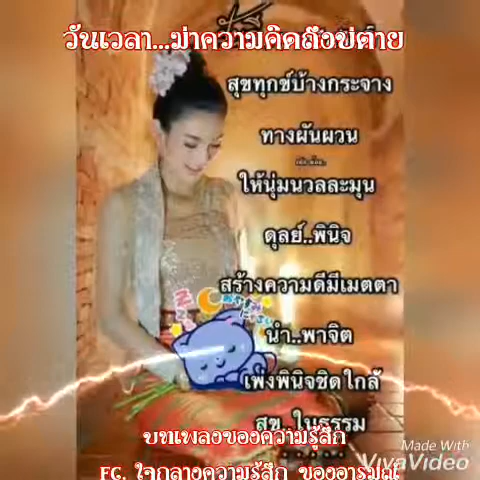 วันเวลา...ฆ่าความคิดถึงบ่ตาย
สุขทุกข์บ้างกระจาง
ทางผันผวน
ให้นุ่มนวลละมุน
ดุลย์..พินิจ
สร้างความดีมีเมตตา
นำ..พาจิต
เพ่งพินิจชิดใกล้
สุข..ในธรรม
บทเพลงของความรู้สึก
FC. ใจกลางความรู้สึก ของอารมณ์
Made With
VivaVideo